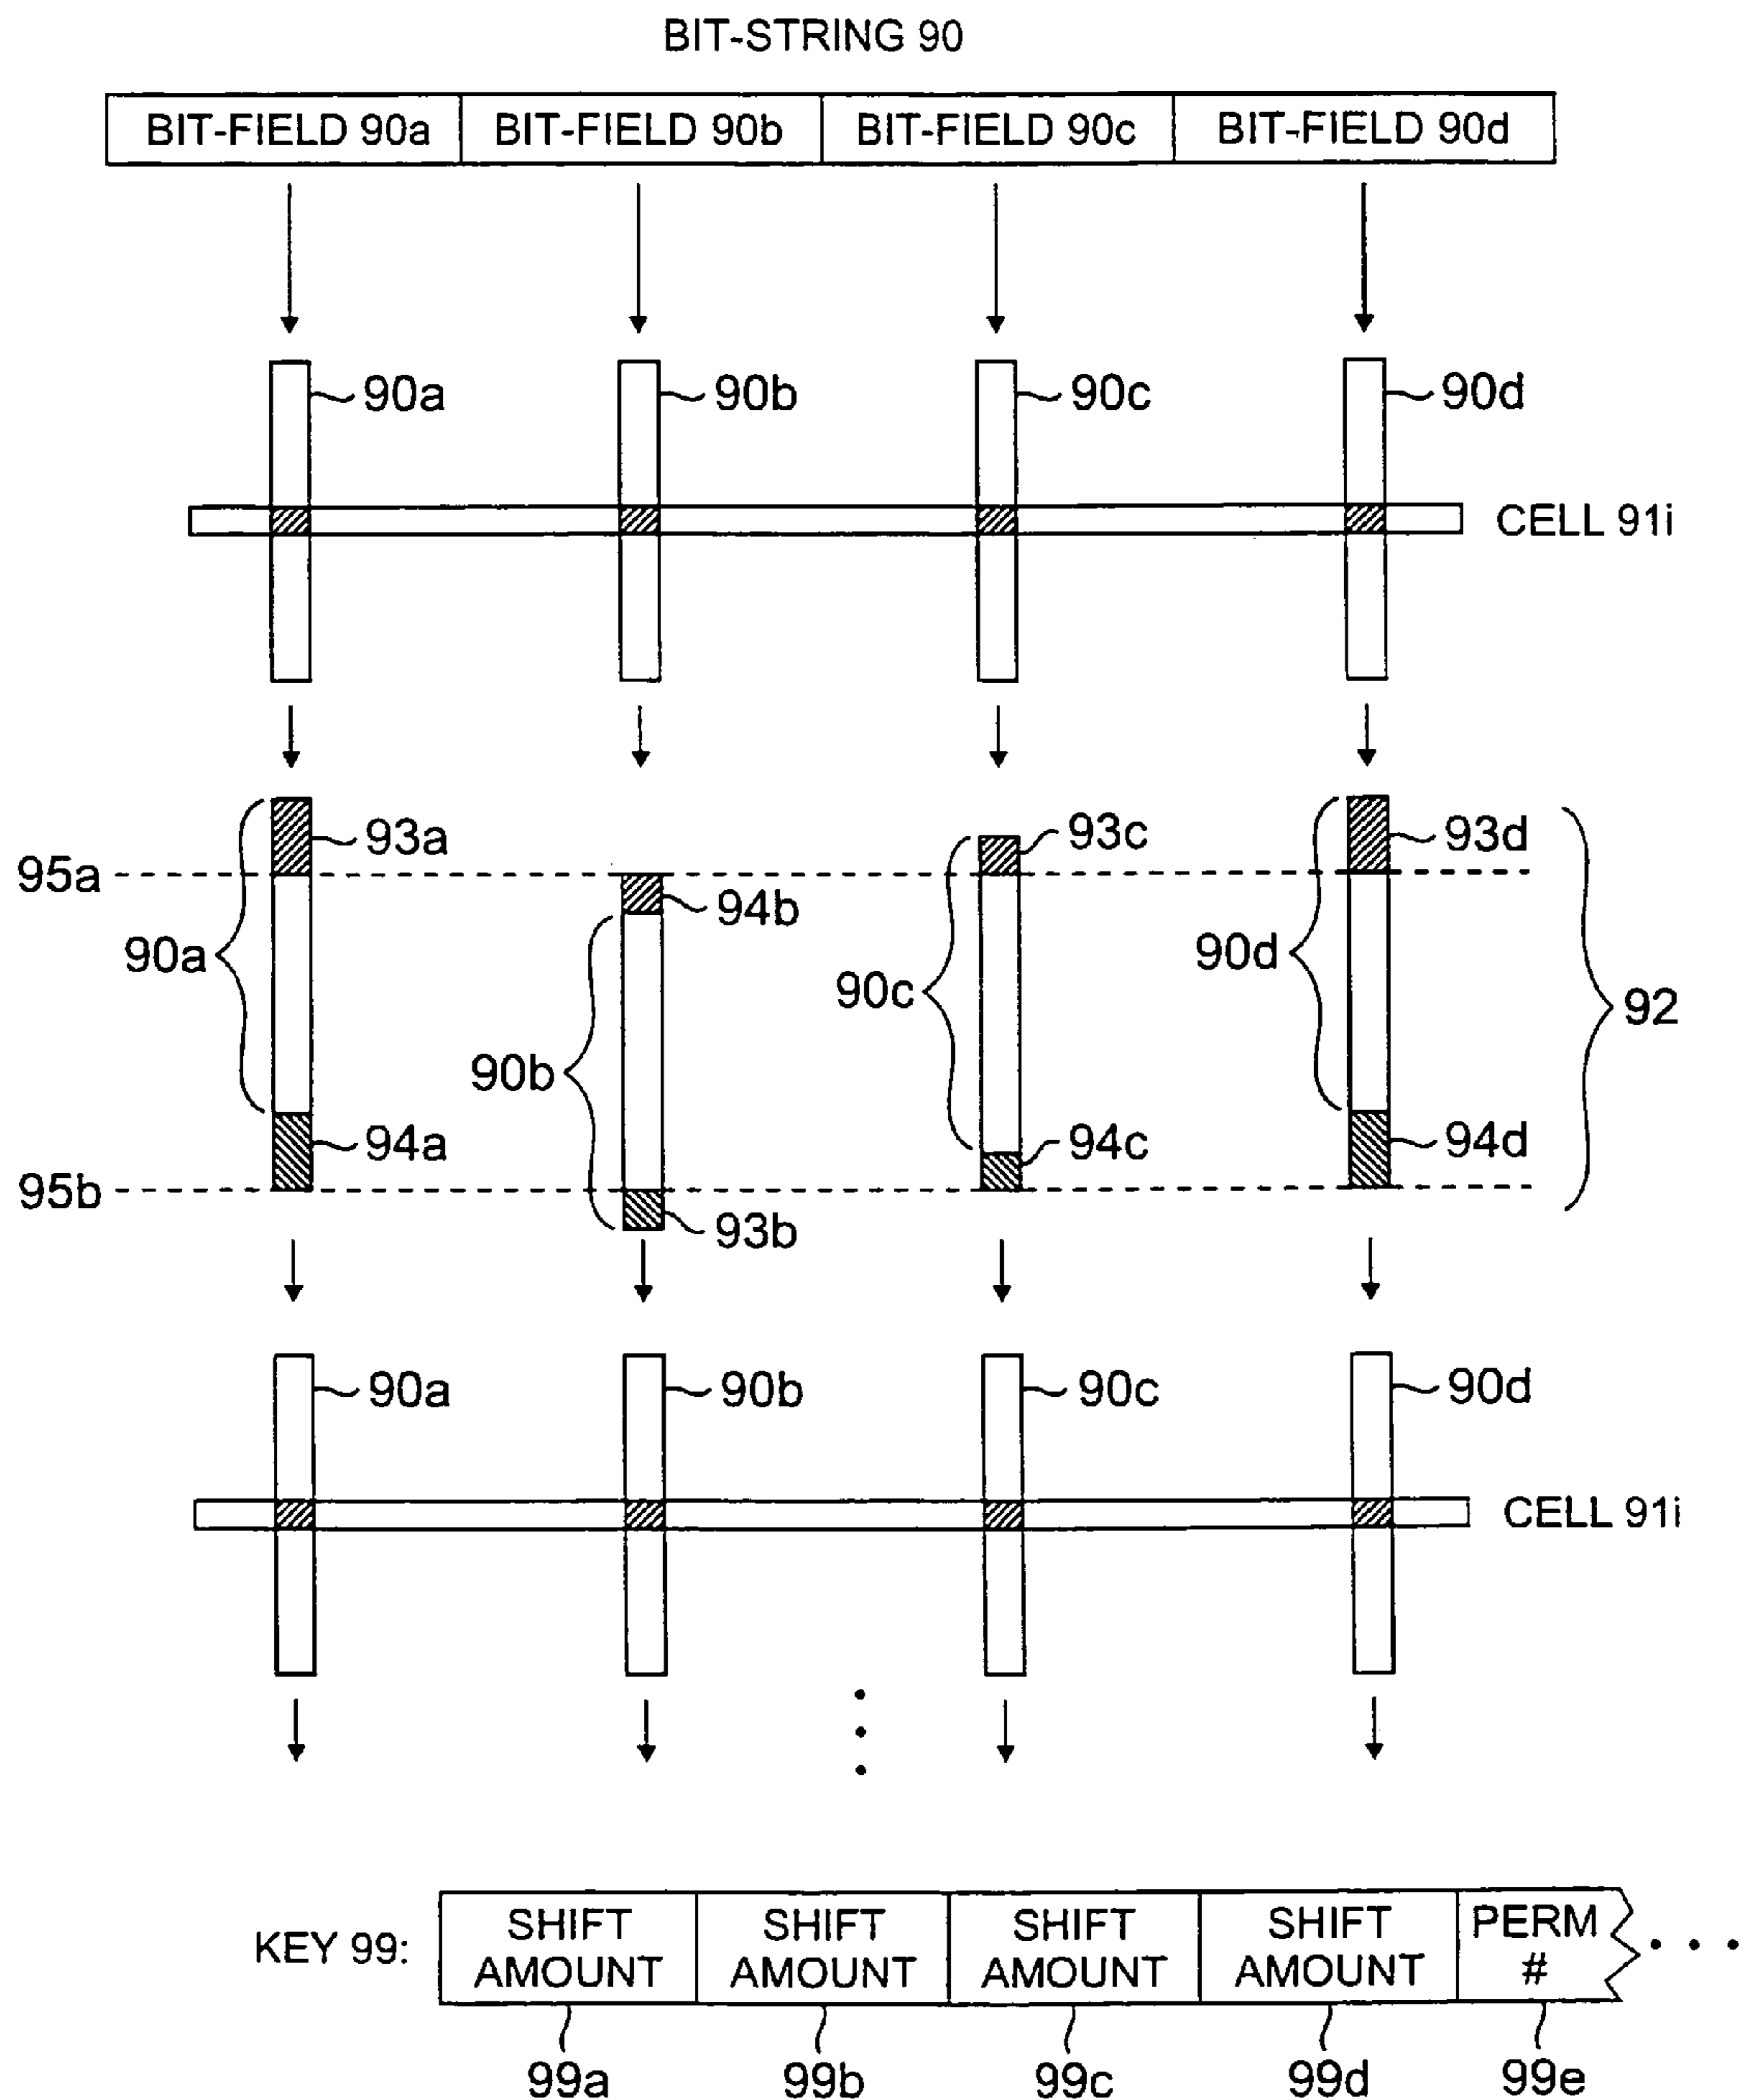 BIT-STRING 90
BIT-FIELD 90a BIT-FIELD 90b BIT-FIELD 90c BIT-FIELD 90d
90a 90b 90c 90d
CELL 91i
93a 93c 93d
95a
94b
90a 90c 90d
92
90b
94a 94c 94d
95b
93b
90a 90b 90c 90d
CELL 91i
KEY 99:
SHIFT AMOUNT
SHIFT AMOUNT
SHIFT AMOUNT
SHIFT AMOUNT
PERM #
99a 99b 99c 99d 99e